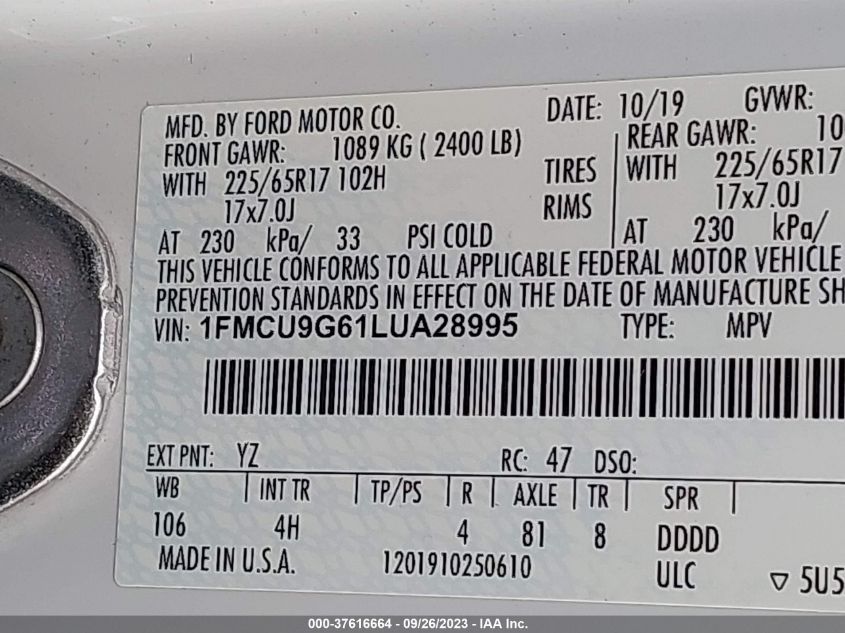 MFD. BY FORD MOTOR CO. DATE: 10/19 GVWR:
FRONT GAWR: 1089 KG ( 2400 LB) REAR GAWR: 10
WITH 225/65R17 102H TIRES WITH 225/65R17
17x7.0J RIMS 17x7.0J
AT 230 kPa/ 33 PSI COLD AT 230 kPa/
THIS VEHICLE CONFORMS TO ALL APPLICABLE FEDERAL MOTOR VEHICLE
PREVENTION STANDARDS IN EFFECT ON THE DATE OF MANUFACTURE SH
VIN: 1FMCU9G61LUA28995 TYPE: MPV
EXT PNT: YZ RC: 47 DSO:
WB INT TR TP/PS R AXLE TR SPR
106 4H 4 81 8 DDDD
MADE IN U.S.A. 1201910250610 ULC 5U5
000-37616664 - 09/26/2023 - IAA Inc.